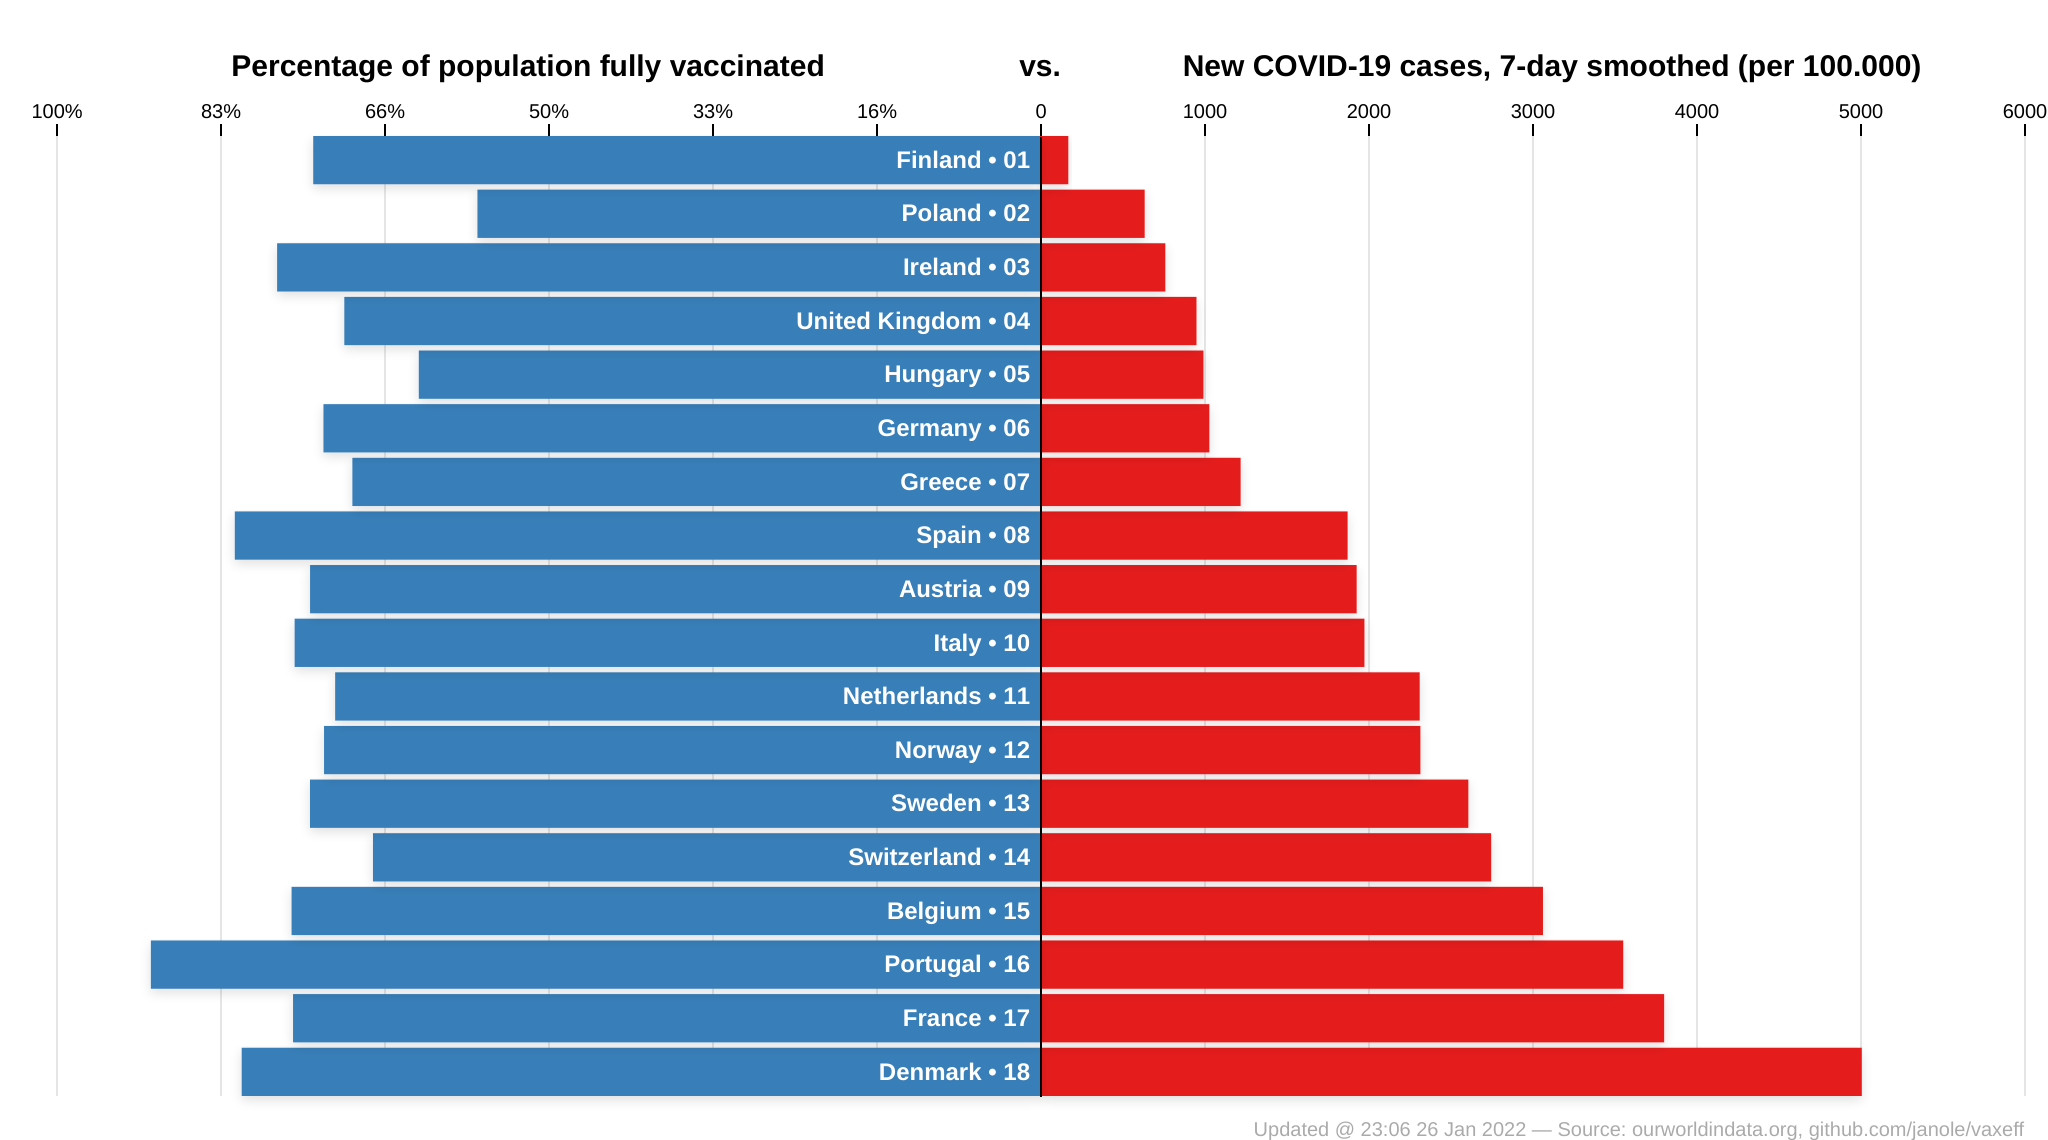 Percentage of population fully vaccinated vs. New COVID-19 cases, 7-day smoothed (per 100.000)
100% 83% 66% 50% 33% 16% 0 1000 2000 3000 4000 5000 6000
Finland • 01
Poland • 02
Ireland • 03
United Kingdom • 04
Hungary • 05
Germany • 06
Greece • 07
Spain • 08
Austria • 09
Italy • 10
Netherlands • 11
Norway • 12
Sweden • 13
Switzerland • 14
Belgium • 15
Portugal • 16
France • 17
Denmark • 18
Updated @ 23:06 26 Jan 2022 — Source: ourworldindata.org, github.com/janole/vaxeff